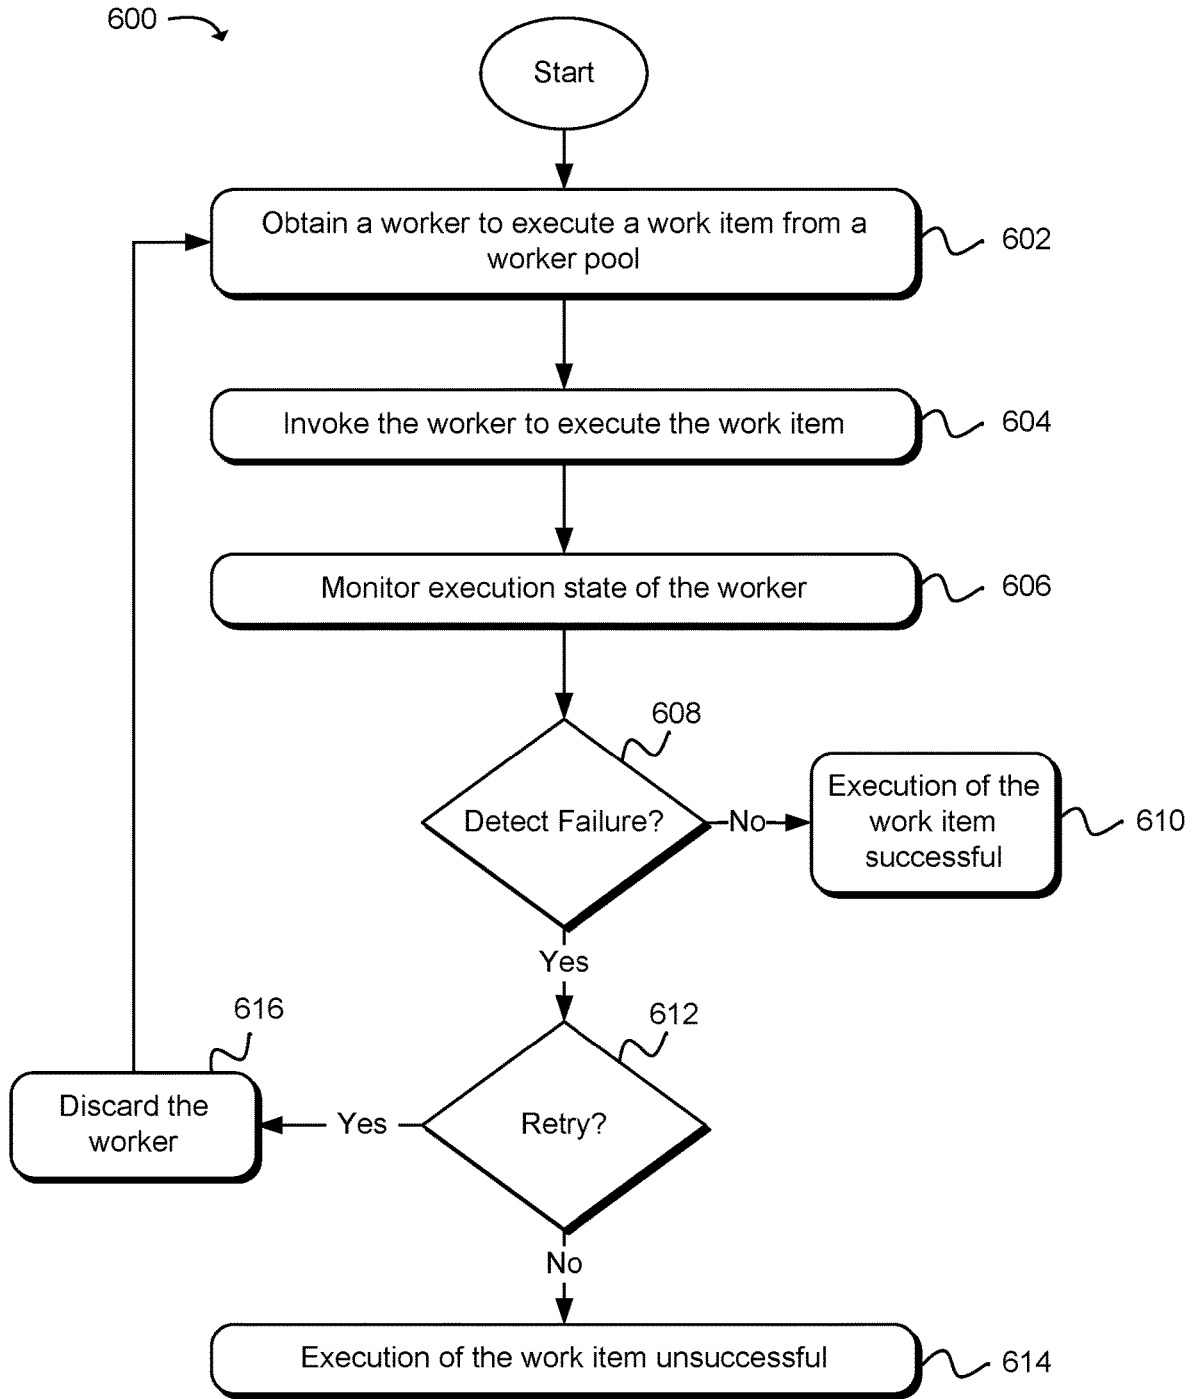 600
Start
Obtain a worker to execute a work item from a
worker pool
602
Invoke the worker to execute the work item
604
Monitor execution state of the worker
606
608
Detect Failure?
No
Execution of the
work item
successful
610
Yes
612
Retry?
Yes
616
Discard the
worker
No
Execution of the work item unsuccessful
614